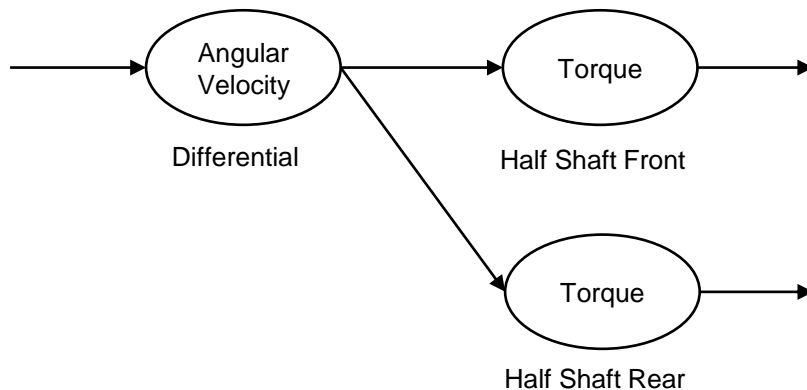 Angular
Velocity
Torque
Differential
Half Shaft Front
Torque
Half Shaft Rear